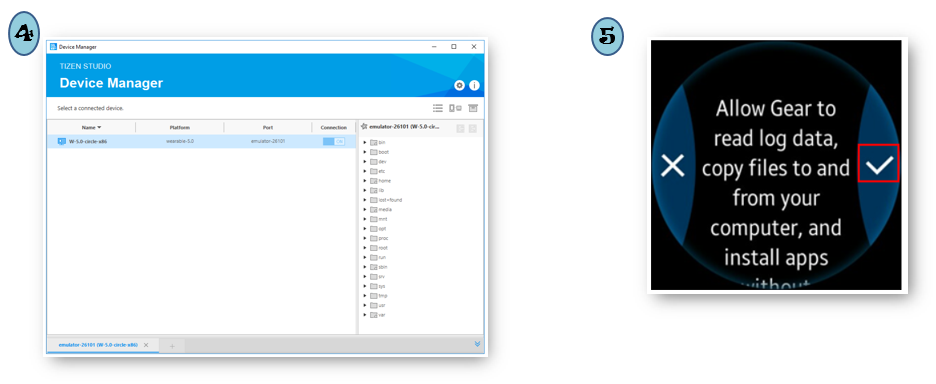 4
Device Manager
TIZEN STUDIO
Device Manager
Select a connected device.
Name Platform Port Connection
W-5.0-circle-x86 wearable-5.0 emulator-26101
emulator-26101 (W-5.0-cir...
bin
boot
dev
etc
home
lib
lost+found
media
mnt
opt
proc
root
run
sbin
srv
sys
tmp
usr
var
emulator-26101 (W-5.0-circle-x86)
5
Allow Gear to
read log data,
copy files to and
from your
computer, and
install apps
without